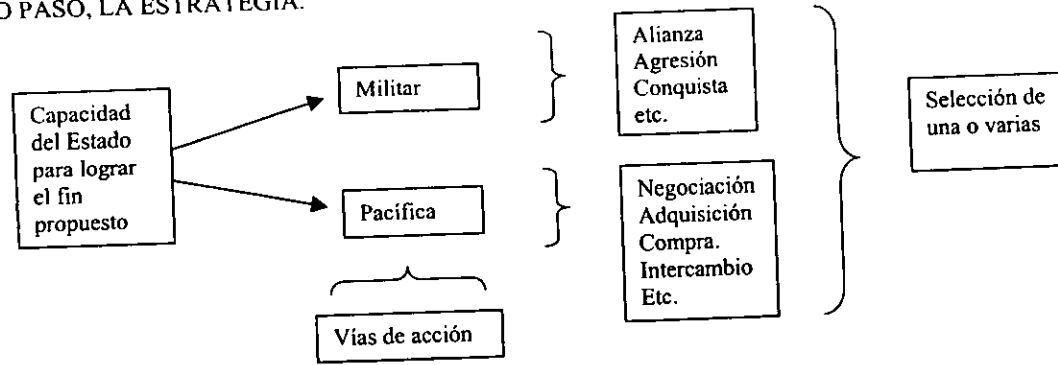 O PASO, LA ESTRATEGIA.
Capacidad
del Estado
para lograr
el fin
propuesto
Militar
Pacífica
Vías de acción
Alianza
Agresión
Conquista
etc.
Negociación
Adquisición
Compra.
Intercambio
Etc.
Selección de
una o varias